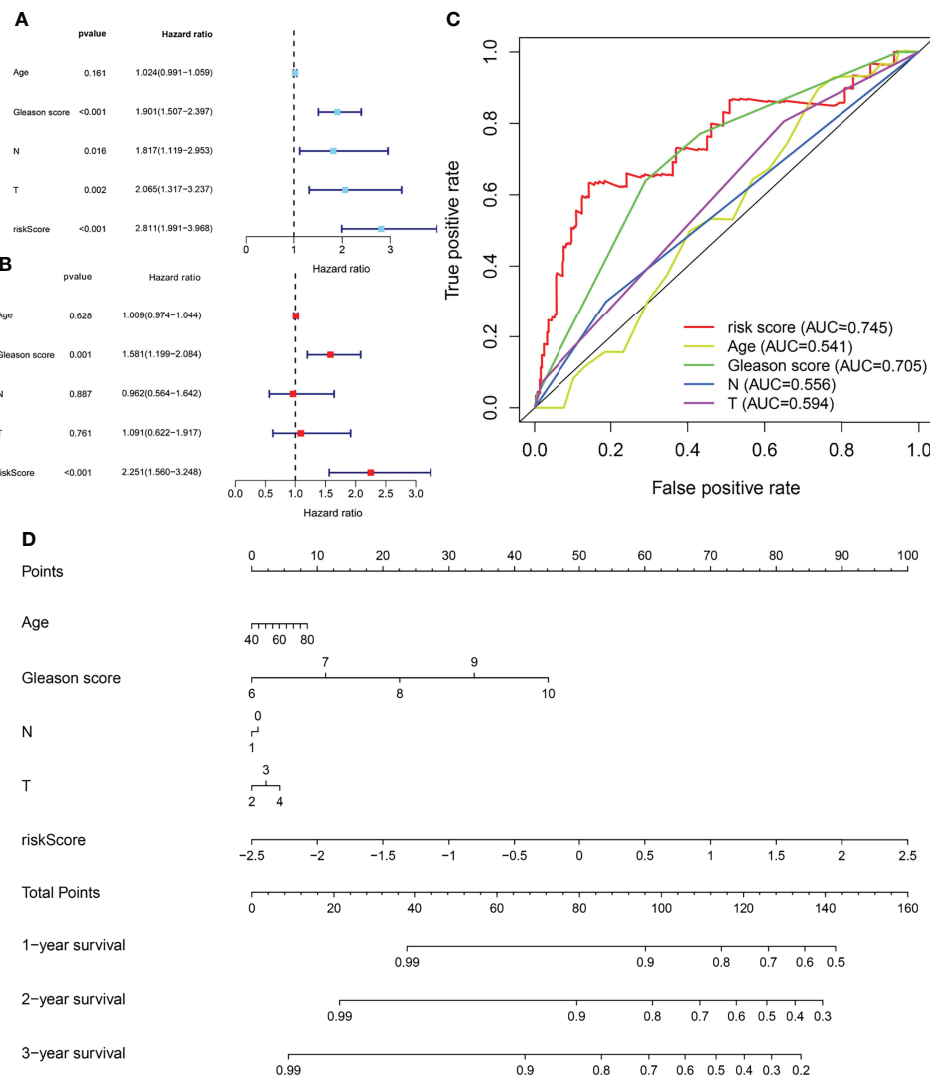 A
pvalue Hazard ratio
Age 0.161 1.024(0.991−1.059)
Gleason score <0.001 1.901(1.507−2.397)
N 0.016 1.817(1.119−2.953)
T 0.002 2.065(1.317−3.237)
riskScore <0.001 2.811(1.991−3.968)
0 1 2 3
Hazard ratio
B
pvalue Hazard ratio
Age 0.628 1.009(0.974−1.044)
Gleason score 0.001 1.581(1.199−2.084)
N 0.887 0.962(0.564−1.642)
T 0.761 1.091(0.622−1.917)
iskScore <0.001 2.251(1.560−3.248)
0.0 0.5 1.0 1.5 2.0 2.5 3.0
Hazard ratio
C
True positive rate
1.0
0.8
0.6
0.4
0.2
0.0
risk score (AUC=0.745)
Age (AUC=0.541)
Gleason score (AUC=0.705)
N (AUC=0.556)
T (AUC=0.594)
0.0 0.2 0.4 0.6 0.8 1.0
False positive rate
D
Points 0 10 20 30 40 50 60 70 80 90 100
Age
40 60 80
7 9
Gleason score
6 8 10
0
N
1
3
T
2 4
riskScore
−2.5 −2 −1.5 −1 −0.5 0 0.5 1 1.5 2 2.5
Total Points
0 20 40 60 80 100 120 140 160
1−year survival
0.99 0.9 0.8 0.7 0.6 0.5
2−year survival
0.99 0.9 0.8 0.7 0.6 0.5 0.4 0.3
3−year survival
0.99 0.9 0.8 0.7 0.6 0.5 0.4 0.3 0.2